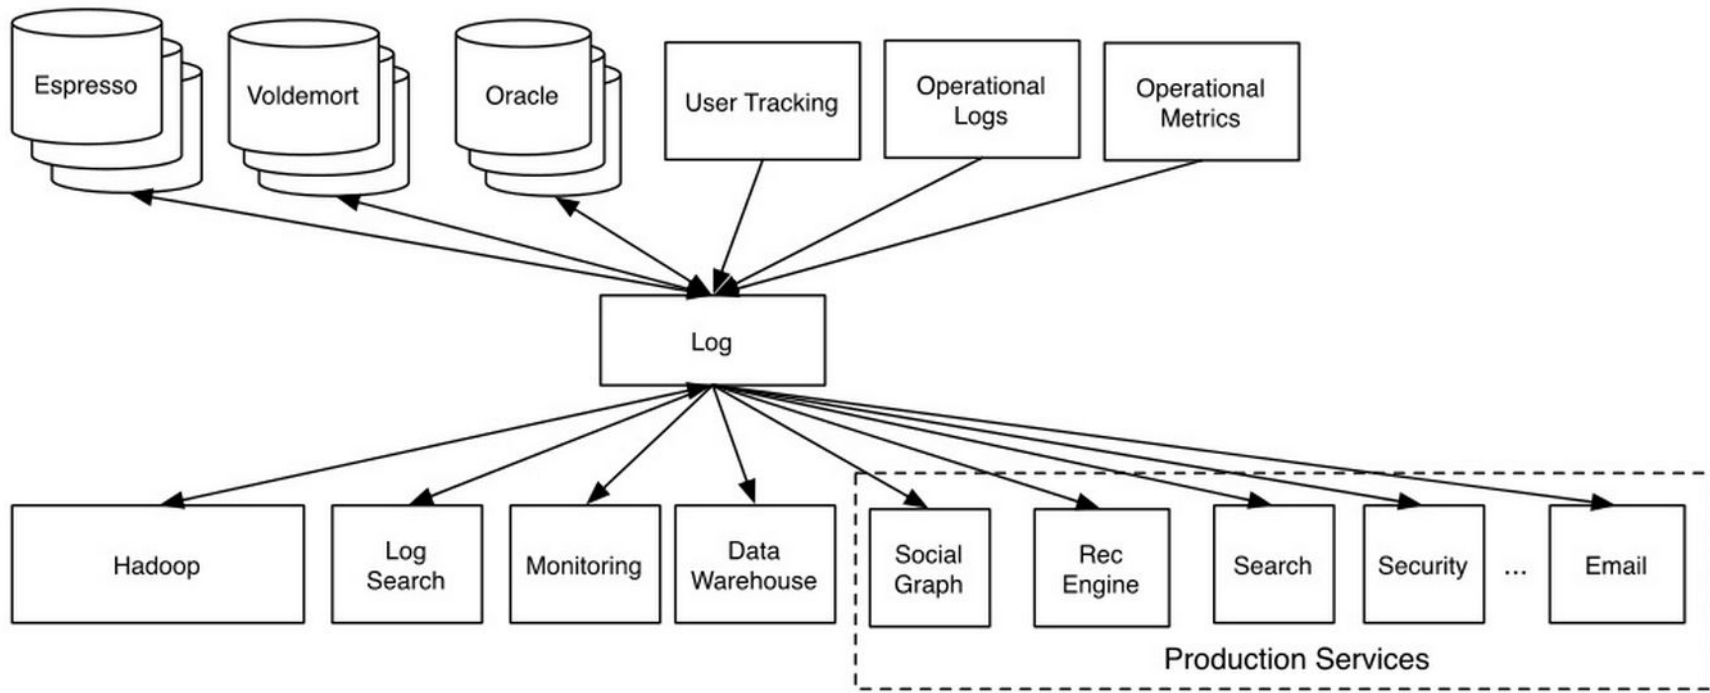 Espresso
Voldemort
Oracle
User Tracking
Operational
Logs
Operational
Metrics
Log
Hadoop
Log
Search
Monitoring
Data
Warehouse
Social
Graph
Rec
Engine
Search
Security
...
Email
Production Services